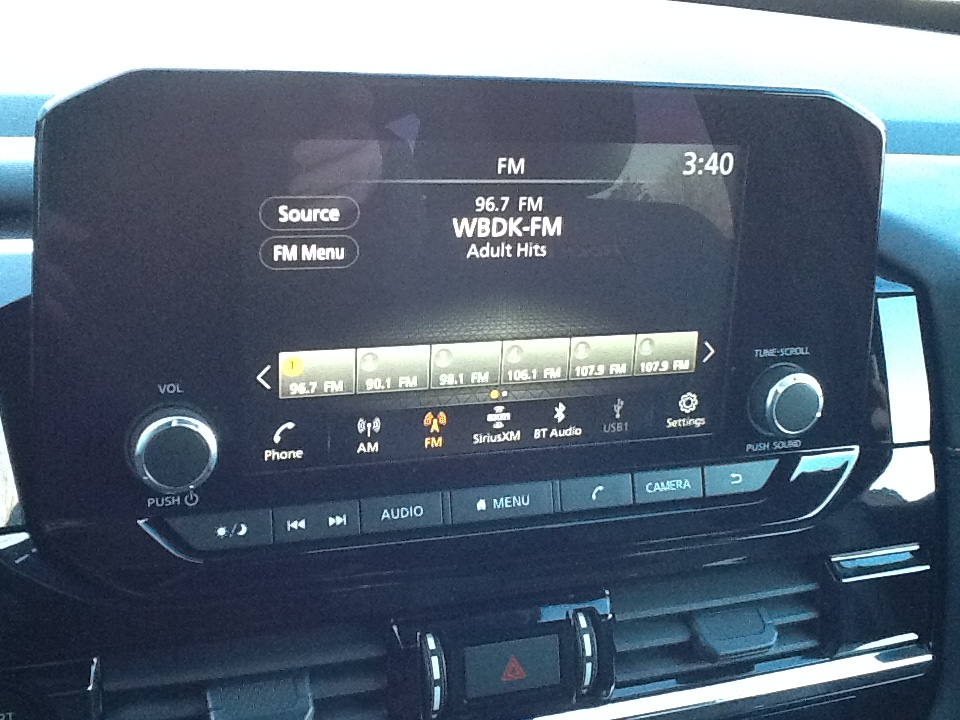 FM
3:40
Source
FM Menu
96.7 FM
WBDK-FM
Adult Hits
1
96.7 FM
90.1 FM
98.1 FM
106.1 FM
107.9 FM
107.9 FM
Phone
AM
FM
SiriusXM
BT Audio
USB1
Settings
VOL
PUSH
TUNE-SCROLL
PUSH SOUND
AUDIO
MENU
CAMERA